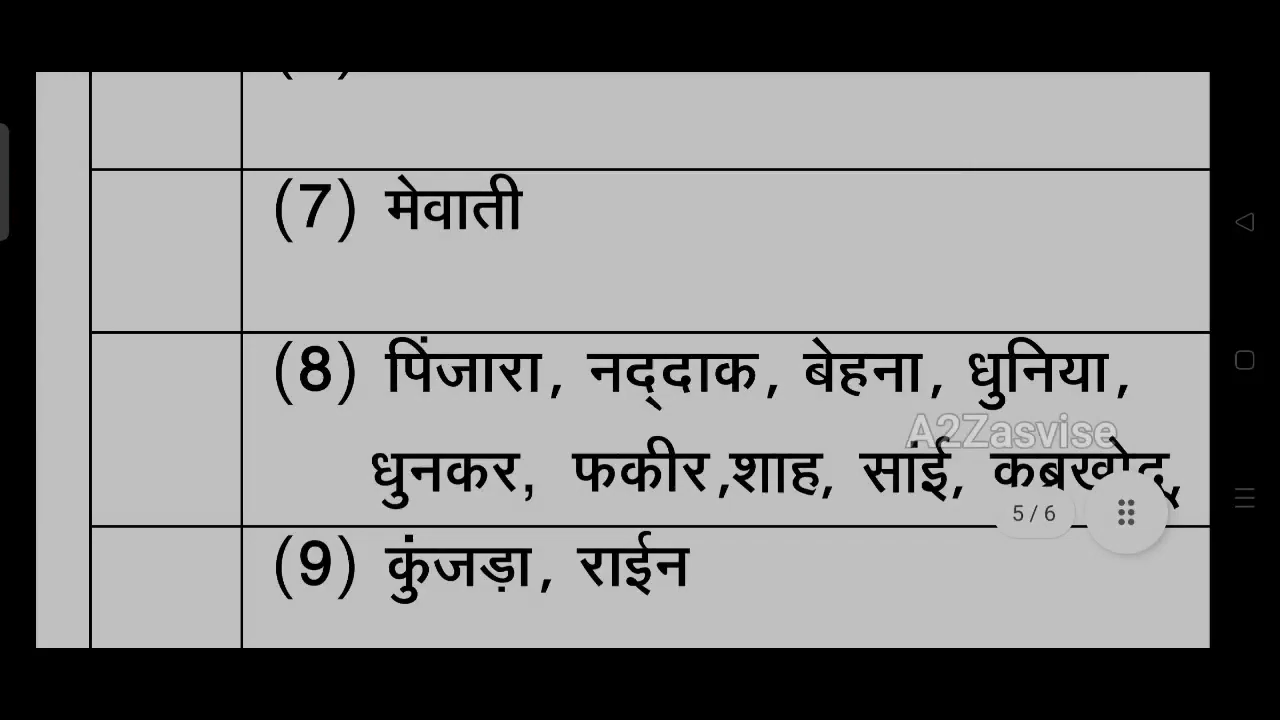 (7) मेवाती
(8) पिंजारा, नद्दाक, बेहना, धुनिया,
A2Zasvise
धुनकर, फकीर,शाह, सांई,
5 / 6
(9) कुंजड़ा, राईन